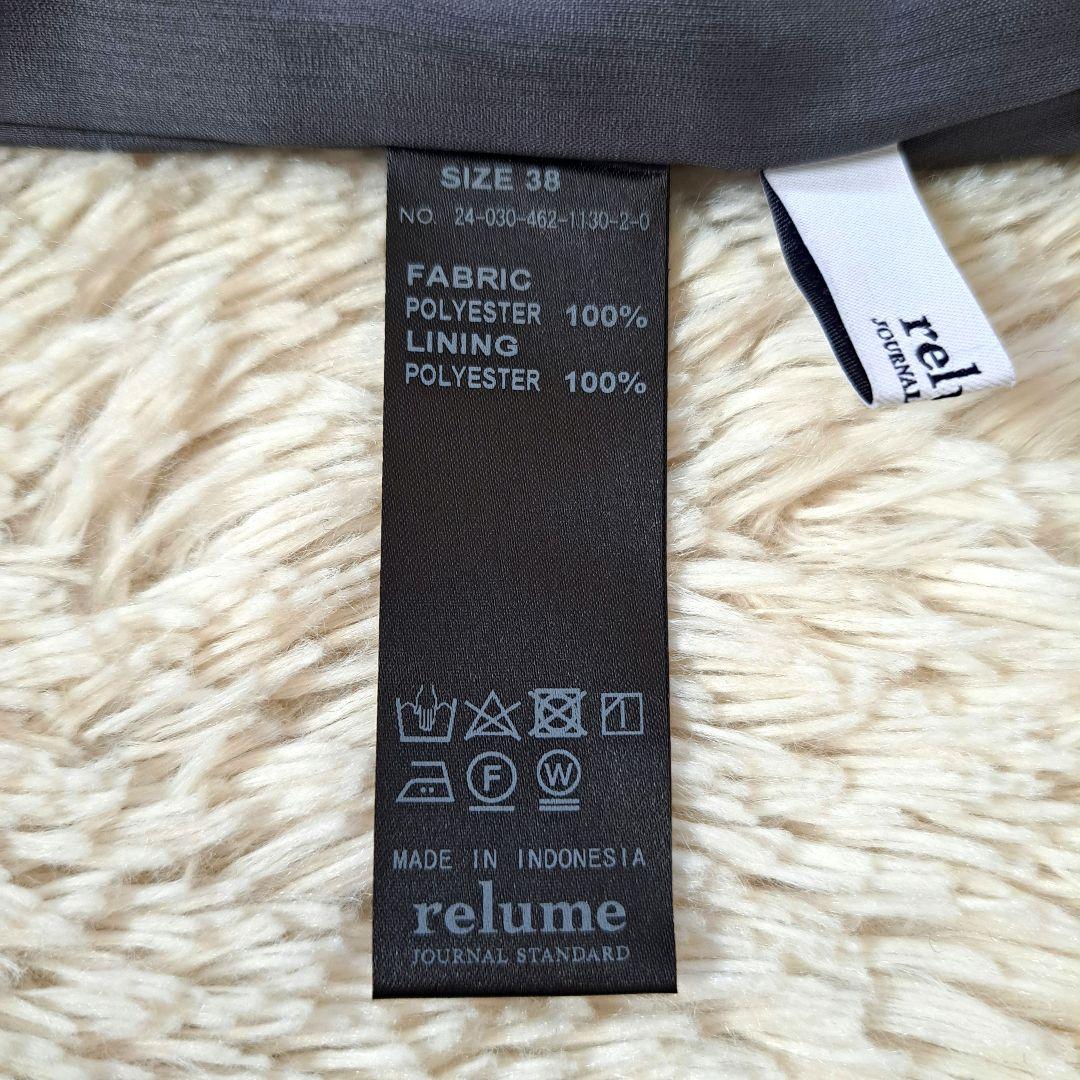 SIZE 38
NO. 24-030-462-1130-2-0
FABRIC
POLYESTER 100%
LINING
POLYESTER 100%
F
W
MADE IN INDONESIA
relume
JOURNAL STANDARD
JOURNAL